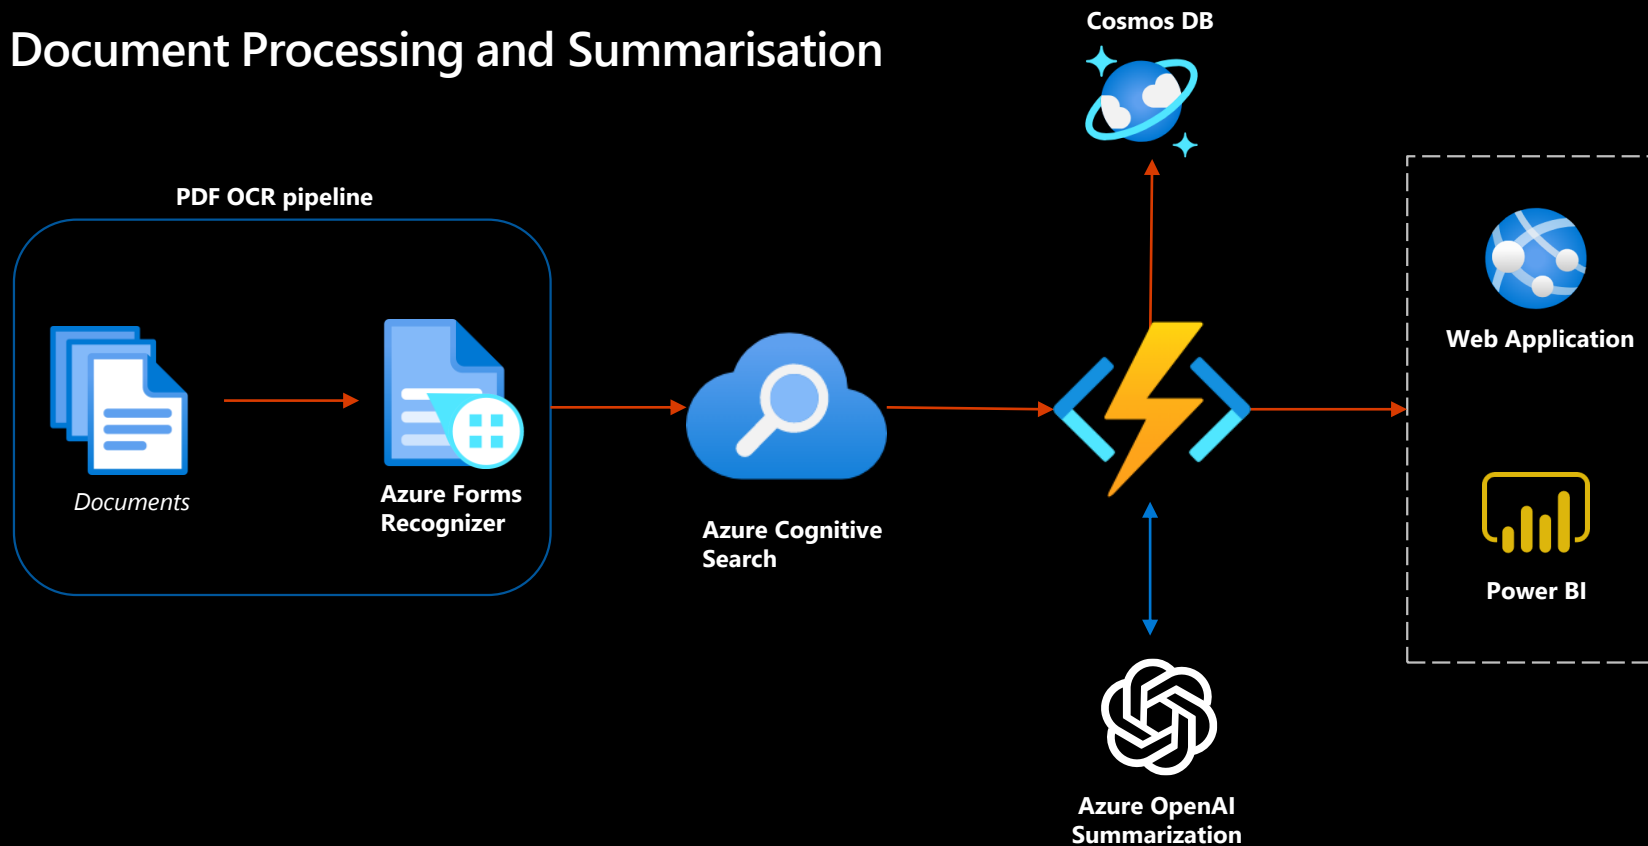 Document Processing and Summarisation
Cosmos DB
PDF OCR pipeline
Documents
Azure Forms
Recognizer
Azure Cognitive
Search
Web Application
Power BI
Azure OpenAI
Summarization